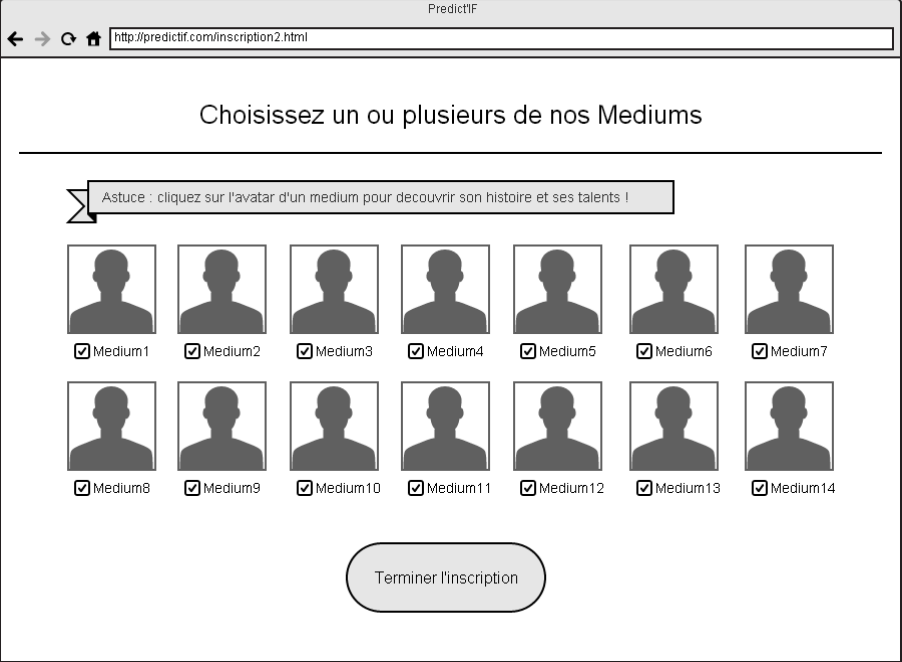 Predict'IF
http://predictif.com/inscription2.html
Choisissez un ou plusieurs de nos Mediums
Astuce : cliquez sur l'avatar d'un medium pour decouvrir son histoire et ses talents !
Medium1 Medium2 Medium3 Medium4 Medium5 Medium6 Medium7
Medium8 Medium9 Medium10 Medium11 Medium12 Medium13 Medium14
Terminer l'inscription